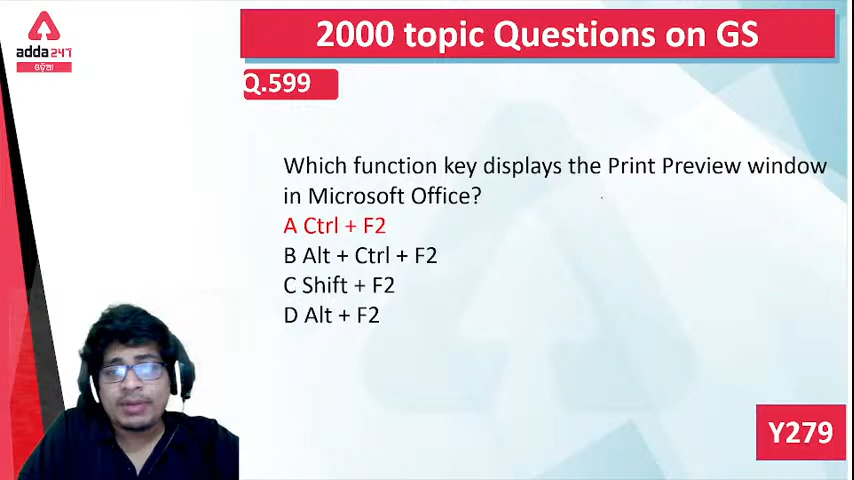 adda247
ଓଡ଼ିଆ
2000 topic Questions on GS
Q.599
Which function key displays the Print Preview window
in Microsoft Office?
A Ctrl + F2
B Alt + Ctrl + F2
C Shift + F2
D Alt + F2
Y279